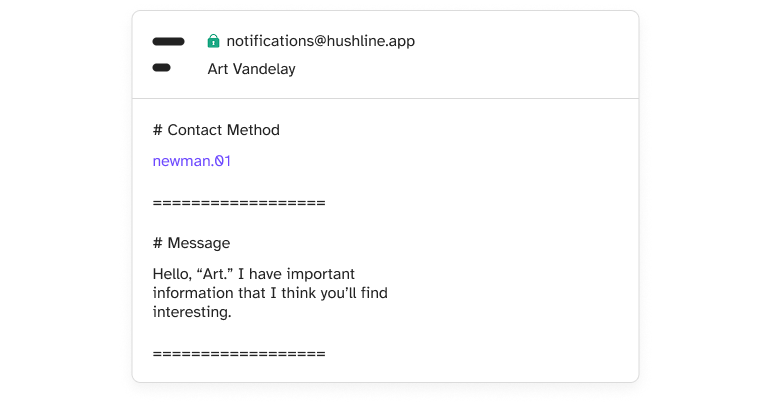 notifications@hushline.app
Art Vandelay
# Contact Method
newman.01
==================
# Message
Hello, “Art.” I have important
information that I think you’ll find
interesting.
==================